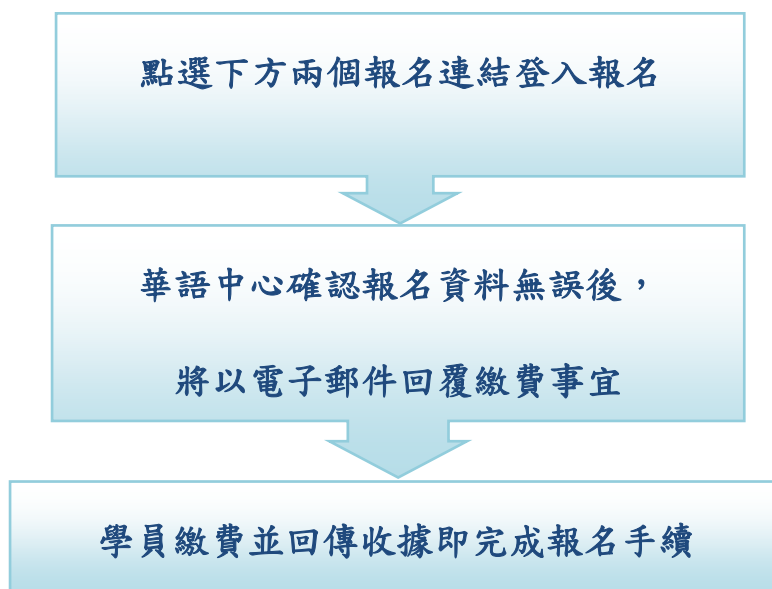 點選下方兩個報名連結登入報名
華語中心確認報名資料無誤後，
將以電子郵件回覆繳費事宜
學員繳費並回傳收據即完成報名手續